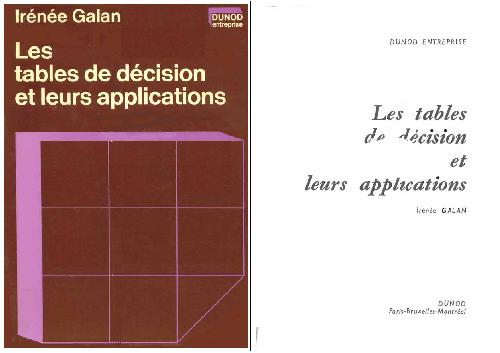 Irénée Galan
DUNOD
entreprise
Les
tables de décision
et leurs applications
DUNOD ENTREPRISE
Les tables
de décision
et
leurs applications
Irénée GALAN
DUNOD
Paris-Bruxelles-Montréal